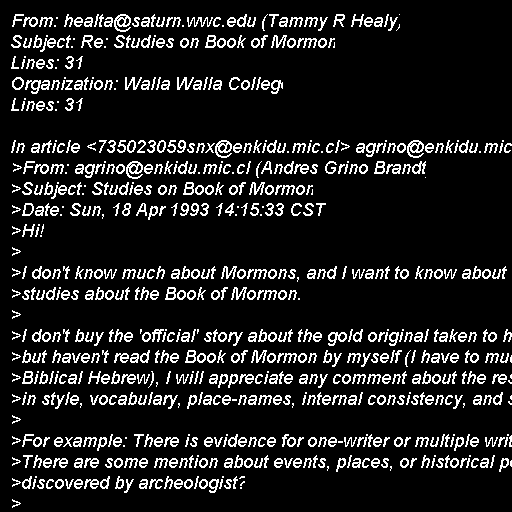 From: healta@saturn.wwc.edu (Tammy R Healy)
Subject: Re: Studies on Book of Mormon
Lines: 31
Organization: Walla Walla College
Lines: 31

In article <735023059snx@enkidu.mic.cl> agrino@enkidu.mic
>From: agrino@enkidu.mic.cl (Andres Grino Brandt)
>Subject: Studies on Book of Mormon
>Date: Sun, 18 Apr 1993 14:15:33 CST
>Hi!
>
>I don't know much about Mormons, and I want to know about
>studies about the Book of Mormon.
>
>I don't buy the 'official' story about the gold original taken to
>but haven't read the Book of Mormon by myself (I have to
>Biblical Hebrew), I will appreciate any comment about the
>in style, vocabulary, place-names, internal consistency, and
>
>For example: There is evidence for one-writer or multiple
>There are some mention about events, places, or historical
>discovered by archeologist?
>